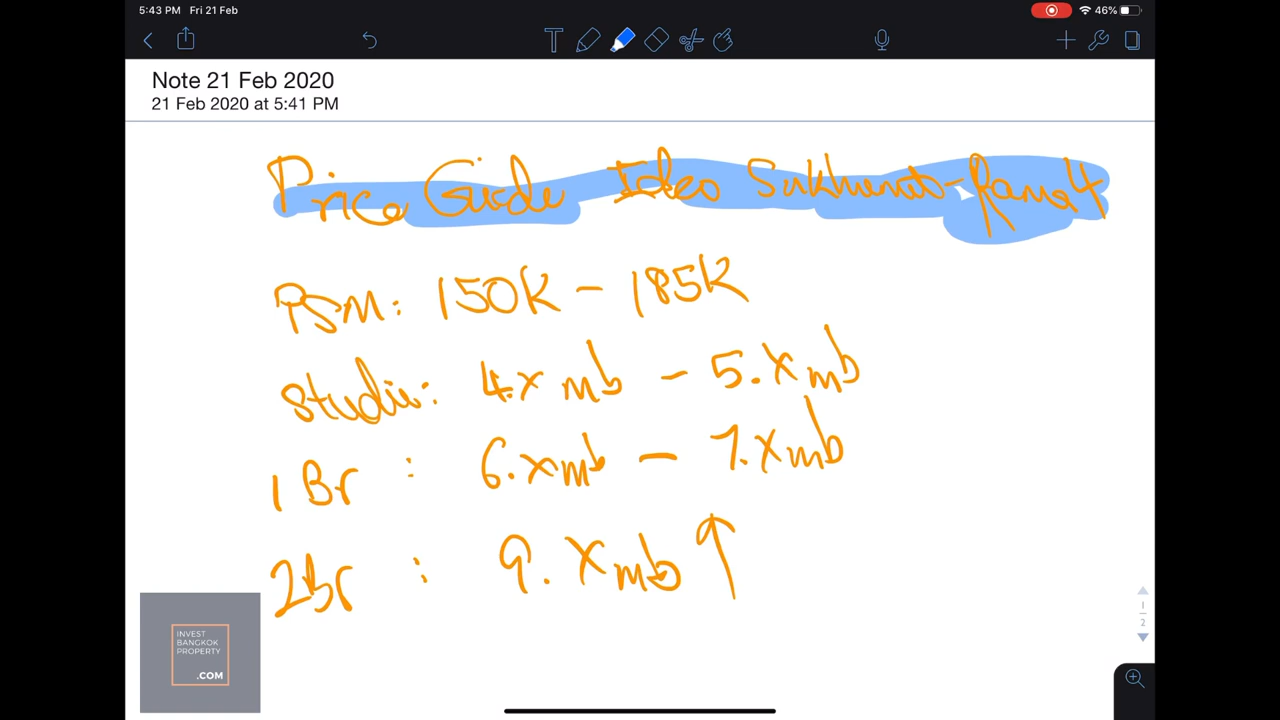 5:43 PM Fri 21 Feb
46%
Note 21 Feb 2020
21 Feb 2020 at 5:41 PM
Price Guide Ideo Sukhumvit-Rama4
PSM: 150K - 185K
Studio: 4.x mb - 5.x mb
1 Br : 6.x mb - 7.x mb
2Br : 9.x mb ↑
1
2
INVEST
BANGKOK
PROPERTY
.COM